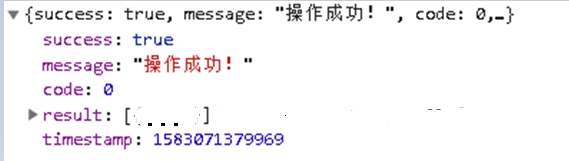 {success: true, message: "操作成功！", code: 0,…}
success: true
message: "操作成功！"
code: 0
result: [{...}]
timestamp: 1583071379969